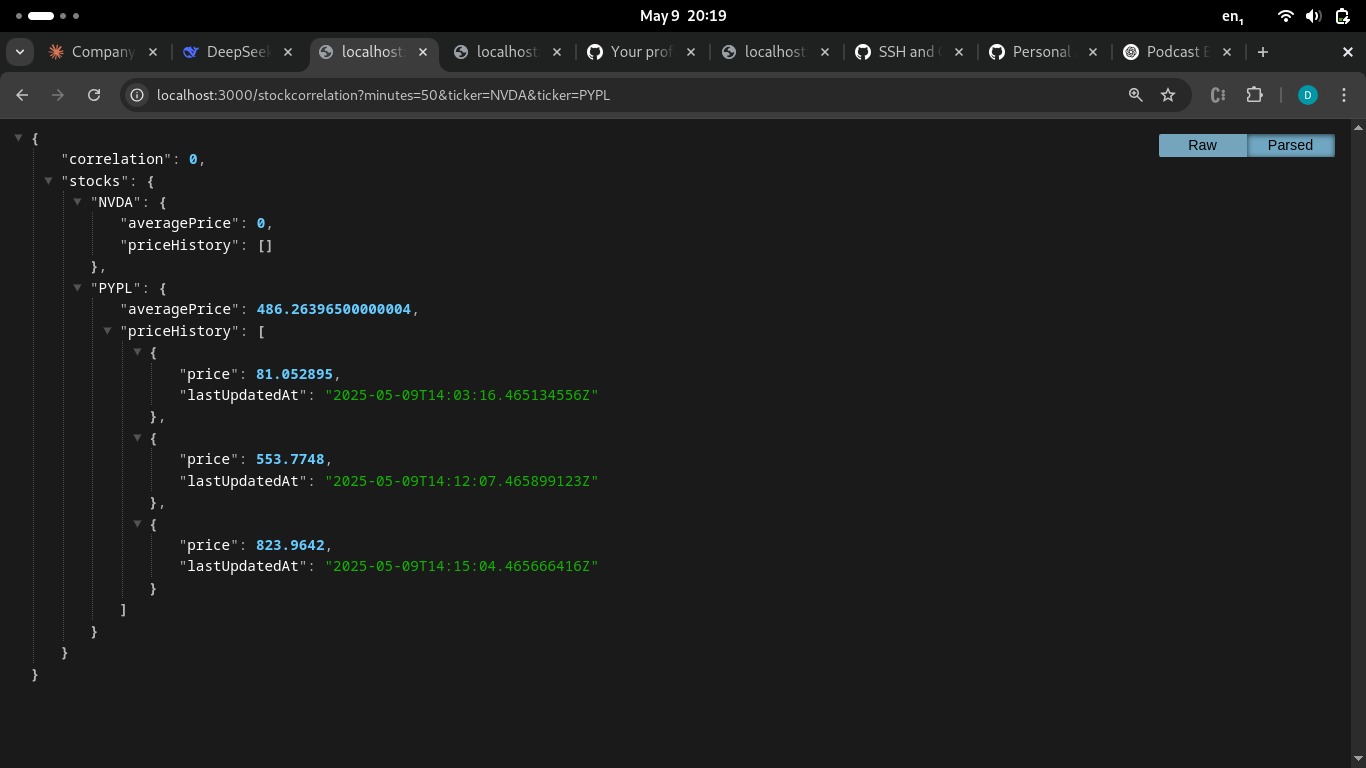 May 9 20:19
en1
Company
DeepSeek
localhost:
localhost:
Your prof
localhost:
SSH and
Personal
Podcast E
localhost:3000/stockcorrelation?minutes=50&ticker=NVDA&ticker=PYPL
D
Raw
Parsed
{
"correlation": 0,
"stocks": {
"NVDA": {
"averagePrice": 0,
"priceHistory": []
},
"PYPL": {
"averagePrice": 486.26396500000004,
"priceHistory": [
{
"price": 81.052895,
"lastUpdatedAt": "2025-05-09T14:03:16.465134556Z"
},
{
"price": 553.7748,
"lastUpdatedAt": "2025-05-09T14:12:07.465899123Z"
},
{
"price": 823.9642,
"lastUpdatedAt": "2025-05-09T14:15:04.465666416Z"
}
]
}
}
}